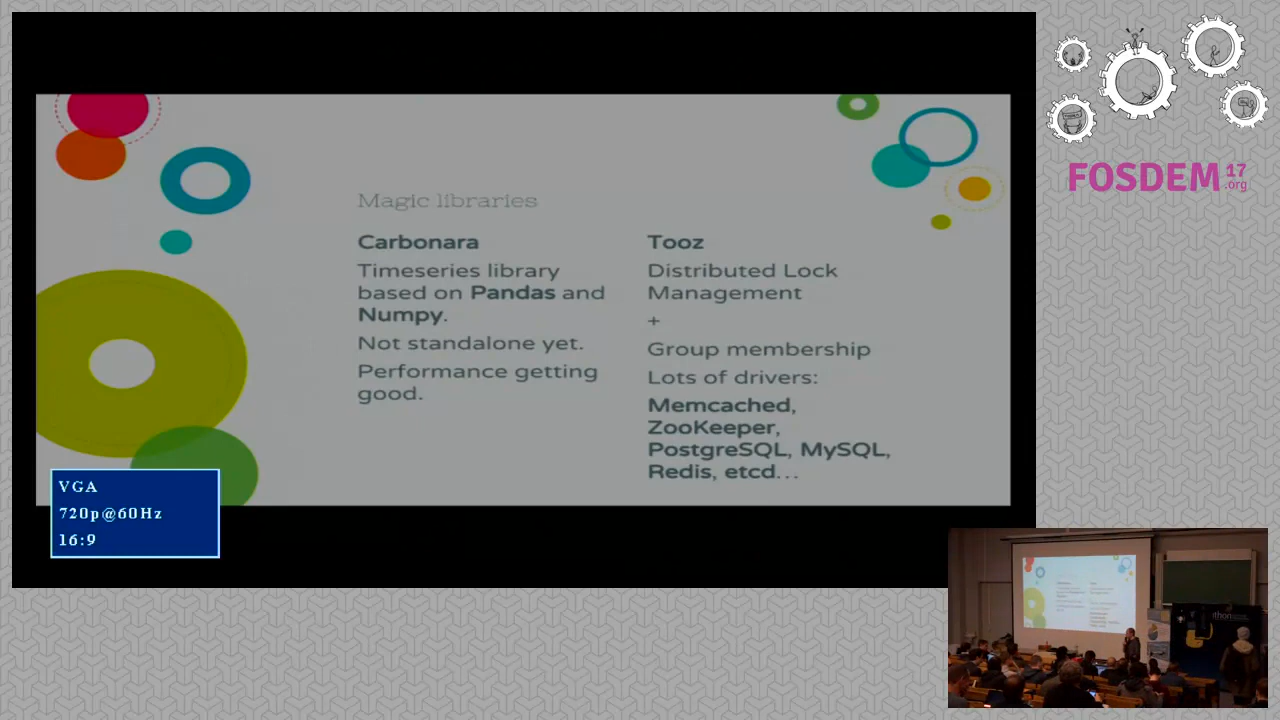 Magic libraries
Carbonara
Timeseries library
based on Pandas and
Numpy.
Not standalone yet.
Performance getting
good.
Tooz
Distributed Lock
Management
+
Group membership
Lots of drivers:
Memcached,
ZooKeeper,
PostgreSQL, MySQL,
Redis, etcd...
VGA
720p@60Hz
16:9
FOSDEM 17
.org